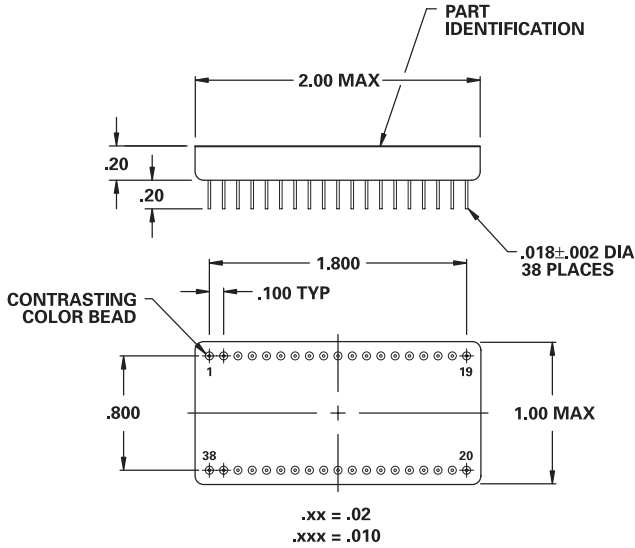 PART
IDENTIFICATION
2.00 MAX
.20
.20
.018±.002 DIA
38 PLACES
1.800
.100 TYP
CONTRASTING
COLOR BEAD
1
19
.800
1.00 MAX
38
20
.xx = .02
.xxx = .010